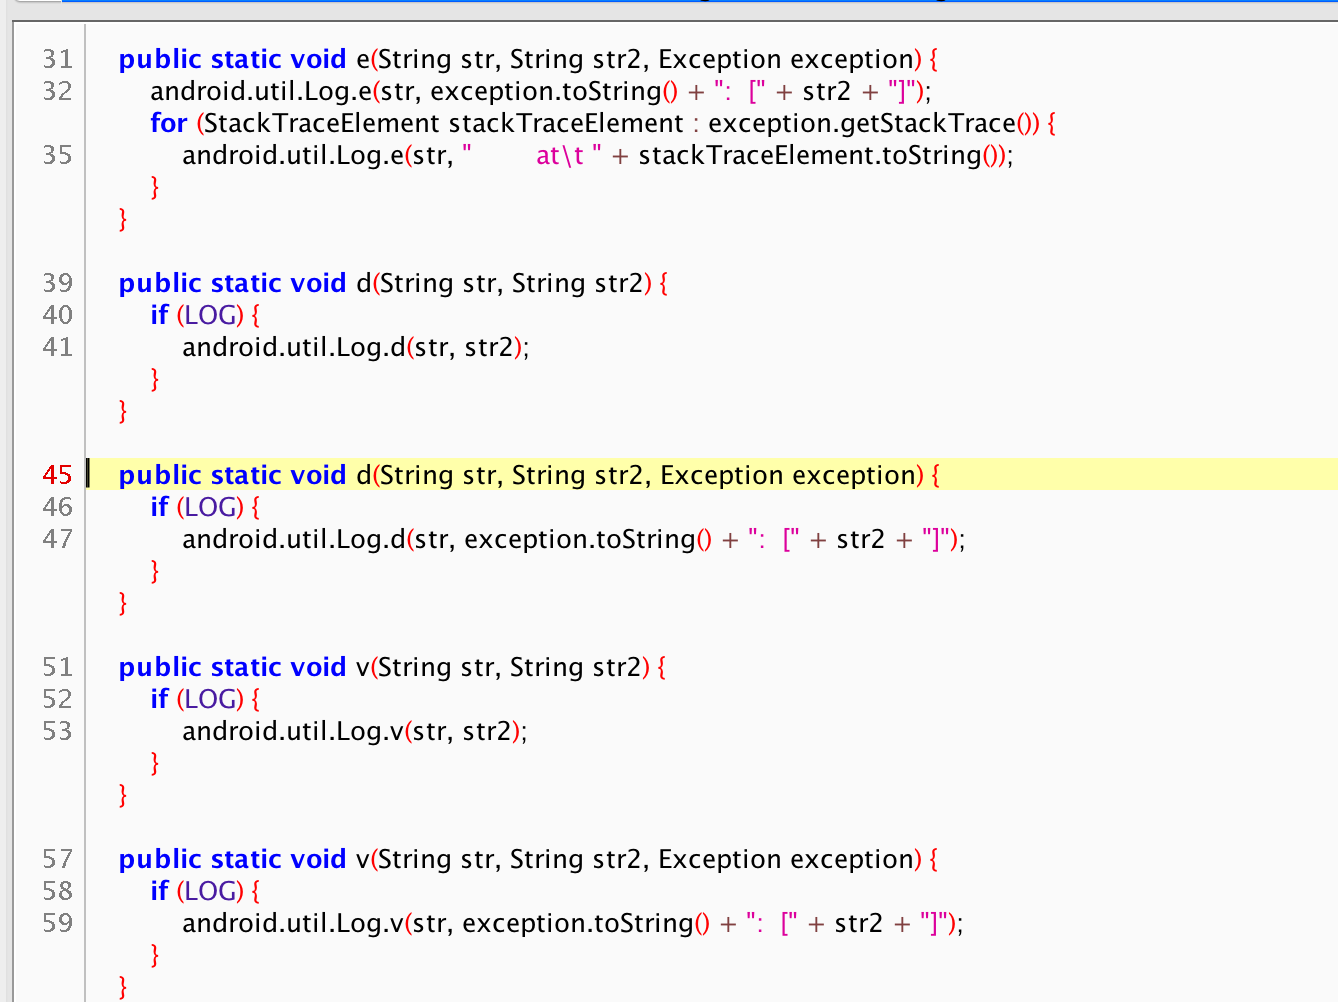 31 public static void e(String str, String str2, Exception exception) {
32 android.util.Log.e(str, exception.toString() + ":  [" + str2 + "]");
for (StackTraceElement stackTraceElement : exception.getStackTrace()) {
35 android.util.Log.e(str, "        at\t " + stackTraceElement.toString());
}
}
39 public static void d(String str, String str2) {
40 if (LOG) {
41 android.util.Log.d(str, str2);
}
}
45 public static void d(String str, String str2, Exception exception) {
46 if (LOG) {
47 android.util.Log.d(str, exception.toString() + ":  [" + str2 + "]");
}
}
51 public static void v(String str, String str2) {
52 if (LOG) {
53 android.util.Log.v(str, str2);
}
}
57 public static void v(String str, String str2, Exception exception) {
58 if (LOG) {
59 android.util.Log.v(str, exception.toString() + ":  [" + str2 + "]");
}
}